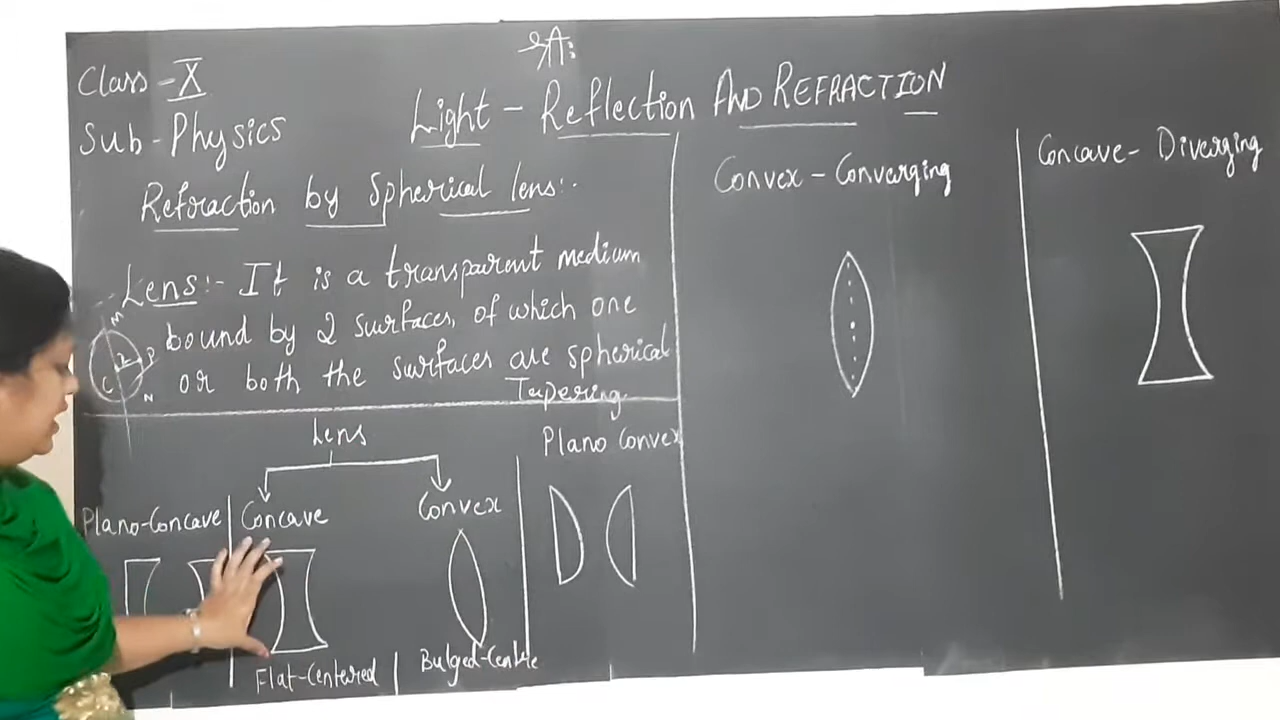 श्री:
Class - X
Sub - Physics
Light - Reflection AND REFRACTION
Refraction by Spherical lens:-
Lens:- It is a transparent medium
bound by 2 surfaces, of which one
or both the surfaces are spherical
Tapering
M
C
P
N
Lens
Plano-Concave
Concave
Convex
Plano Convex
Flat-Centered
Bulged-Centre
Convex - Converging
Concave - Diverging